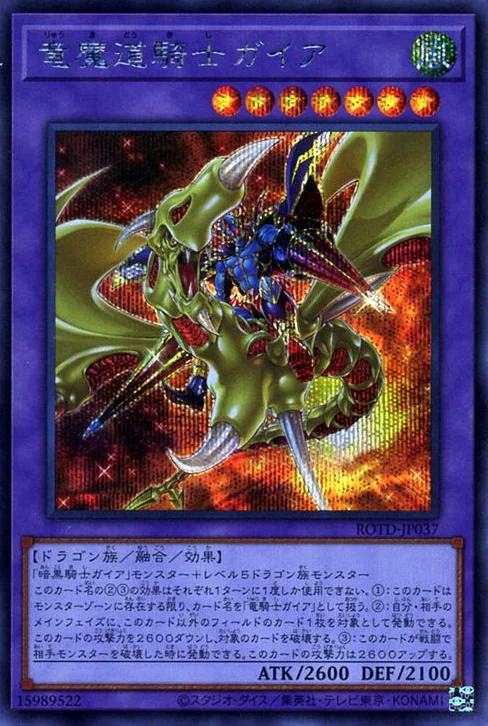 竜魔道騎士ガイア
風
ROTD-JP037
【ドラゴン族／融合／効果】
「暗黒騎士ガイア」モンスター＋レベル５ドラゴン族モンスター
このカード名の②③の効果はそれぞれ１ターンに１度しか使用できない。①：このカードは
モンスターゾーンに存在する限り、カード名を「竜騎士ガイア」として扱う。②：自分・相手の
メインフェイズに、このカード以外のフィールドのカード１枚を対象として発動できる。
このカードの攻撃力を２６００ダウンし、対象のカードを破壊する。③：このカードが戦闘で
相手モンスターを破壊した時に発動できる。このカードの攻撃力は２６００アップする。
ATK/2600 DEF/2100
15989522
©スタジオ・ダイス／集英社・テレビ東京・KONAMI